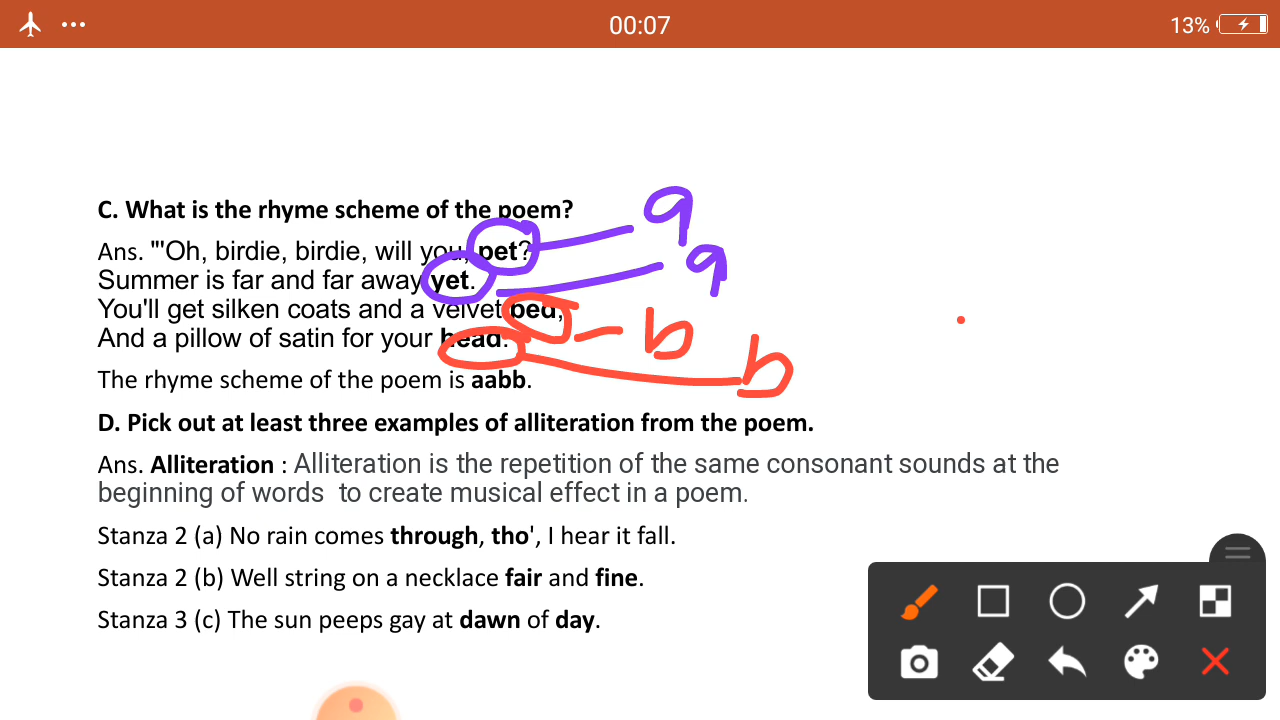 00:07
13%
C. What is the rhyme scheme of the poem?
a
Ans. "'Oh, birdie, birdie, will you, pet?
a
Summer is far and far away yet.
You'll get silken coats and a velvet bed,
b
And a pillow of satin for your head.
b
The rhyme scheme of the poem is aabb.
D. Pick out at least three examples of alliteration from the poem.
Ans. Alliteration : Alliteration is the repetition of the same consonant sounds at the
beginning of words to create musical effect in a poem.
Stanza 2 (a) No rain comes through, tho', I hear it fall.
Stanza 2 (b) Well string on a necklace fair and fine.
Stanza 3 (c) The sun peeps gay at dawn of day.